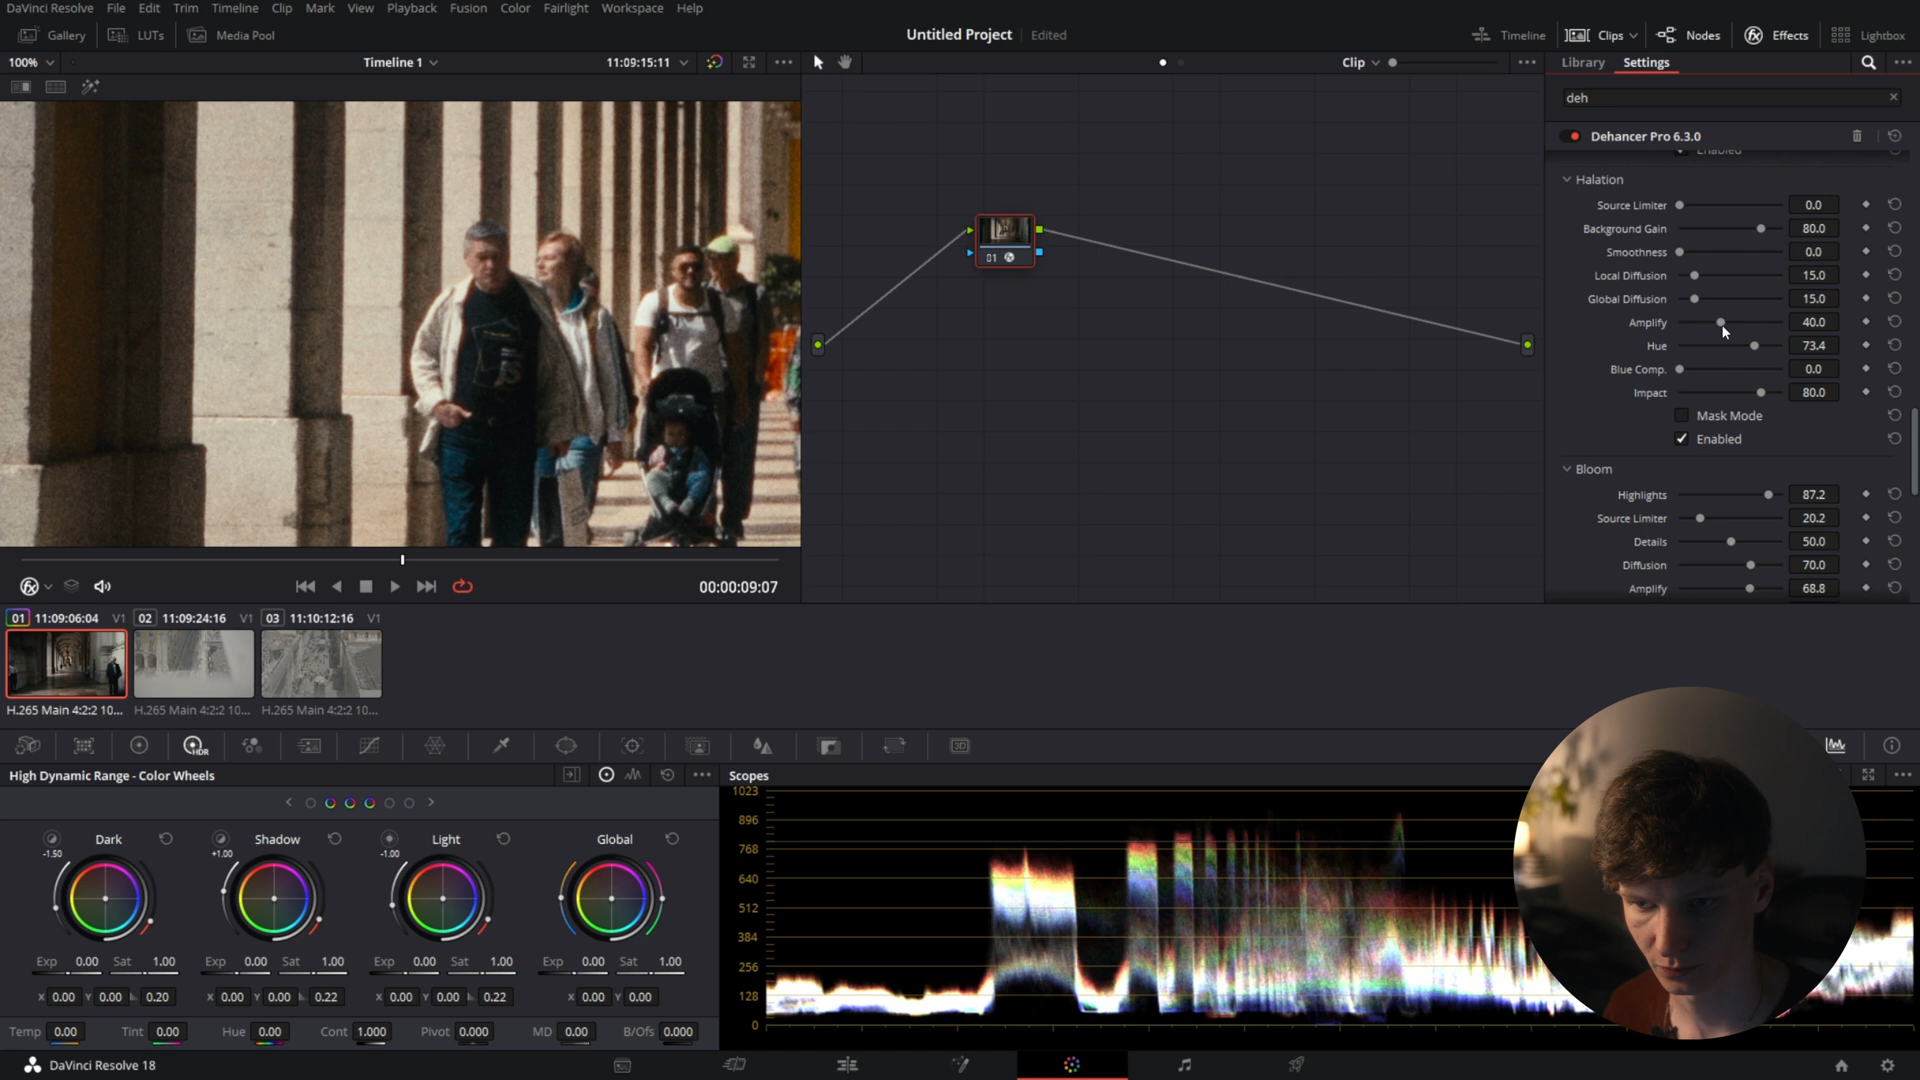 DaVinci Resolve File Edit Trim Timeline Clip Mark View Playback Fusion Color Fairlight Workspace Help
Gallery LUTs Media Pool Untitled Project Edited Timeline Clips Nodes Effects Lightbox
100% Timeline 1 11:09:15:11 Clip Library Settings
deh
Dehancer Pro 6.3.0
Enabled
Halation
Source Limiter 0.0
Background Gain 80.0
Smoothness 0.0
Local Diffusion 15.0
Global Diffusion 15.0
Amplify 40.0
Hue 73.4
Blue Comp. 0.0
Impact 80.0
Mask Mode
Enabled
Bloom
Highlights 87.2
Source Limiter 20.2
Details 50.0
Diffusion 70.0
Amplify 68.8
01
00:00:09:07
01 11:09:06:04 V1 02 11:09:24:16 V1 03 11:10:12:16 V1
H.265 Main 4:2:2 10... H.265 Main 4:2:2 10... H.265 Main 4:2:2 10...
HDR 3D
High Dynamic Range - Color Wheels Scopes
Dark Shadow Light Global
-1.50 +1.00 -1.00
Exp 0.00 Sat 1.00 Exp 0.00 Sat 1.00 Exp 0.00 Sat 1.00 Exp 0.00 Sat 1.00
X 0.00 Y 0.00 0.20 X 0.00 Y 0.00 0.22 X 0.00 Y 0.00 0.22 X 0.00 Y 0.00
Temp 0.00 Tint 0.00 Hue 0.00 Cont 1.000 Pivot 0.000 MD 0.00 B/Ofs 0.000
1023
896
768
640
512
384
256
128
0
DaVinci Resolve 18